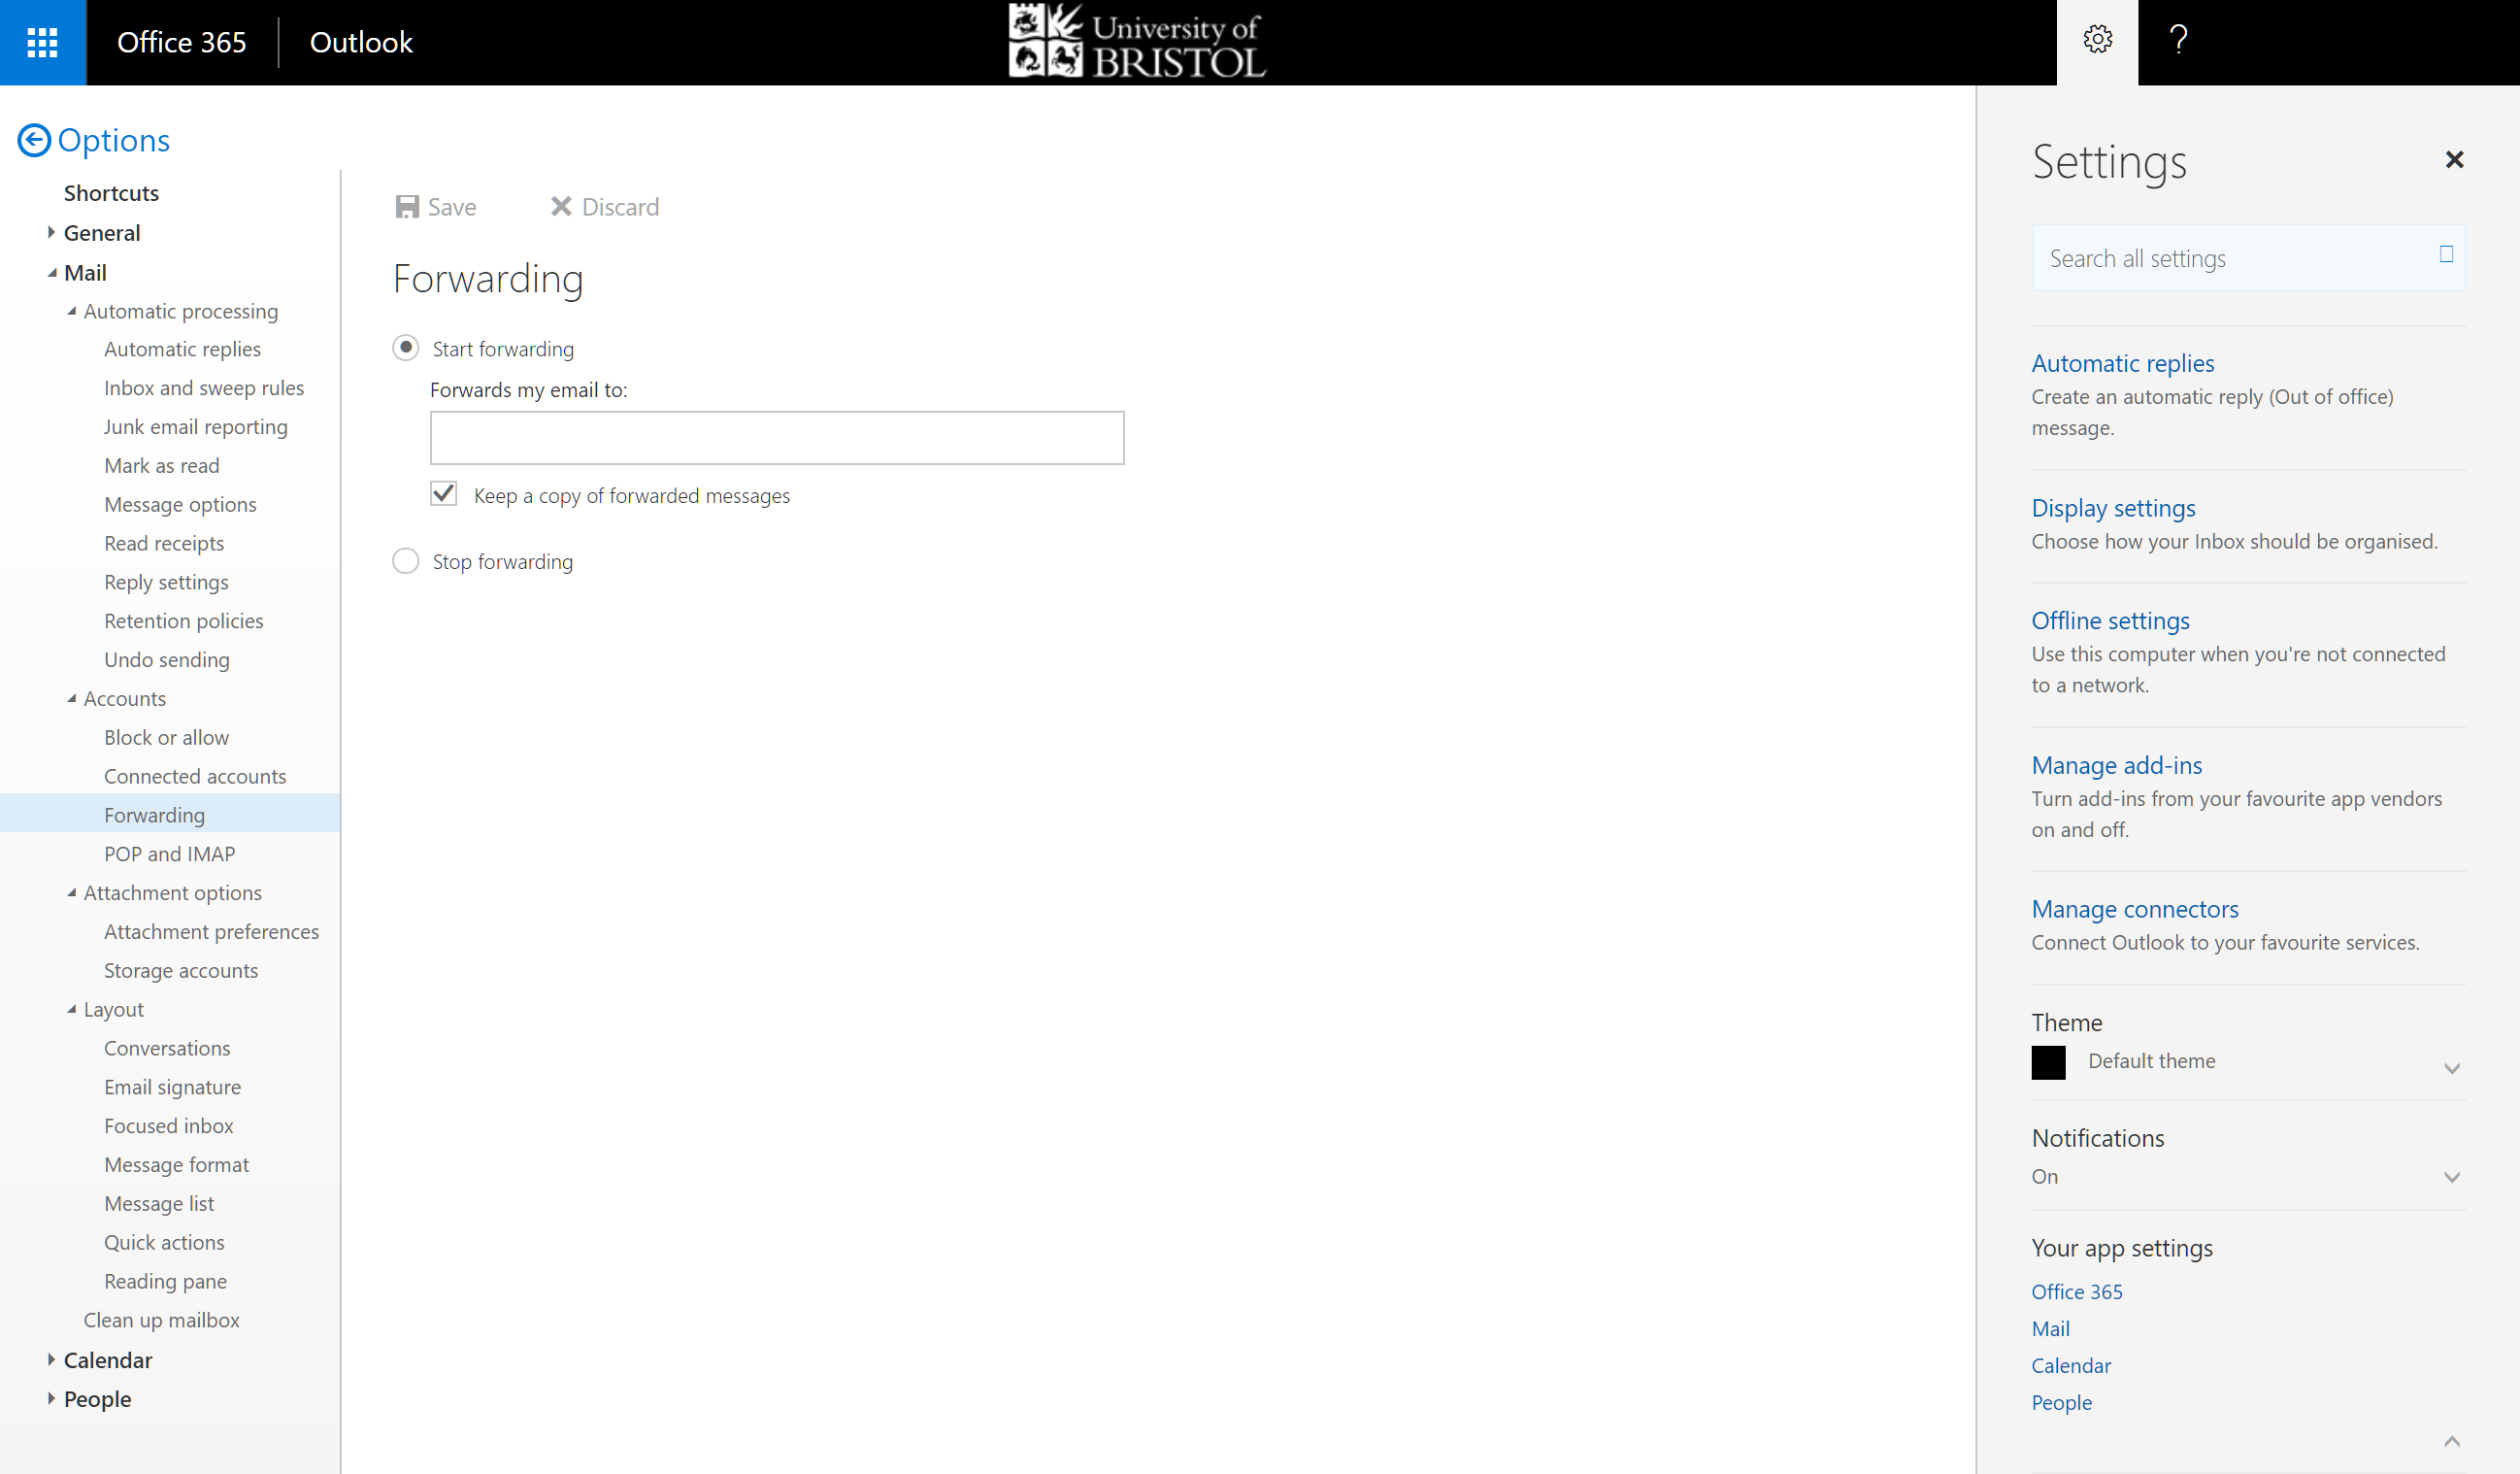 Office 365
Outlook
University of
BRISTOL
?
Options
Shortcuts
General
Mail
Automatic processing
Automatic replies
Inbox and sweep rules
Junk email reporting
Mark as read
Message options
Read receipts
Reply settings
Retention policies
Undo sending
Accounts
Block or allow
Connected accounts
Forwarding
POP and IMAP
Attachment options
Attachment preferences
Storage accounts
Layout
Conversations
Email signature
Focused inbox
Message format
Message list
Quick actions
Reading pane
Clean up mailbox
Calendar
People
Save
Discard
Forwarding
Start forwarding
Forwards my email to:
Keep a copy of forwarded messages
Stop forwarding
Settings
Search all settings
Automatic replies
Create an automatic reply (Out of office)
message.
Display settings
Choose how your Inbox should be organised.
Offline settings
Use this computer when you're not connected
to a network.
Manage add-ins
Turn add-ins from your favourite app vendors
on and off.
Manage connectors
Connect Outlook to your favourite services.
Theme
Default theme
Notifications
On
Your app settings
Office 365
Mail
Calendar
People